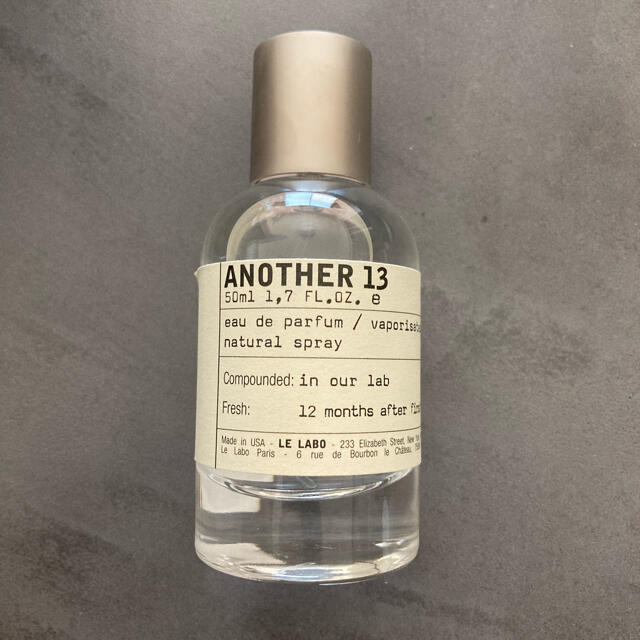 ANOTHER 13
50ml 1,7 FL.OZ. e
eau de parfum /
natural spray
Compounded: in our lab
Fresh: 12 months after
Made in USA - LE LABO - 233 Elizabeth Street, New
Le Labo Paris - 6 rue de Bourbon le Château,